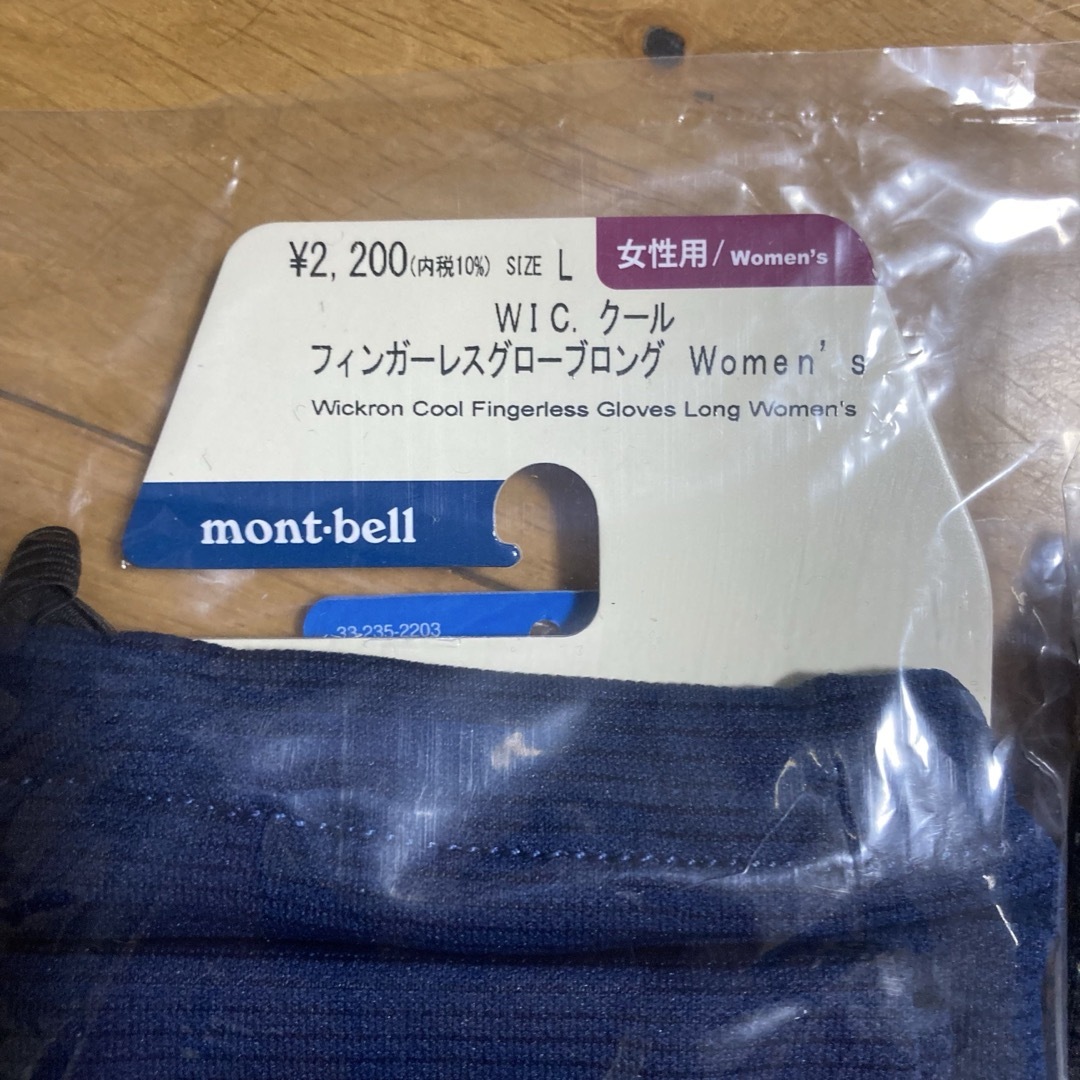 ¥2,200(内税10%) SIZE L
女性用/Women's
WIC. クール
フィンガーレスグローブロング Women's
Wickron Cool Fingerless Gloves Long Women's
mont·bell
33-235-2203